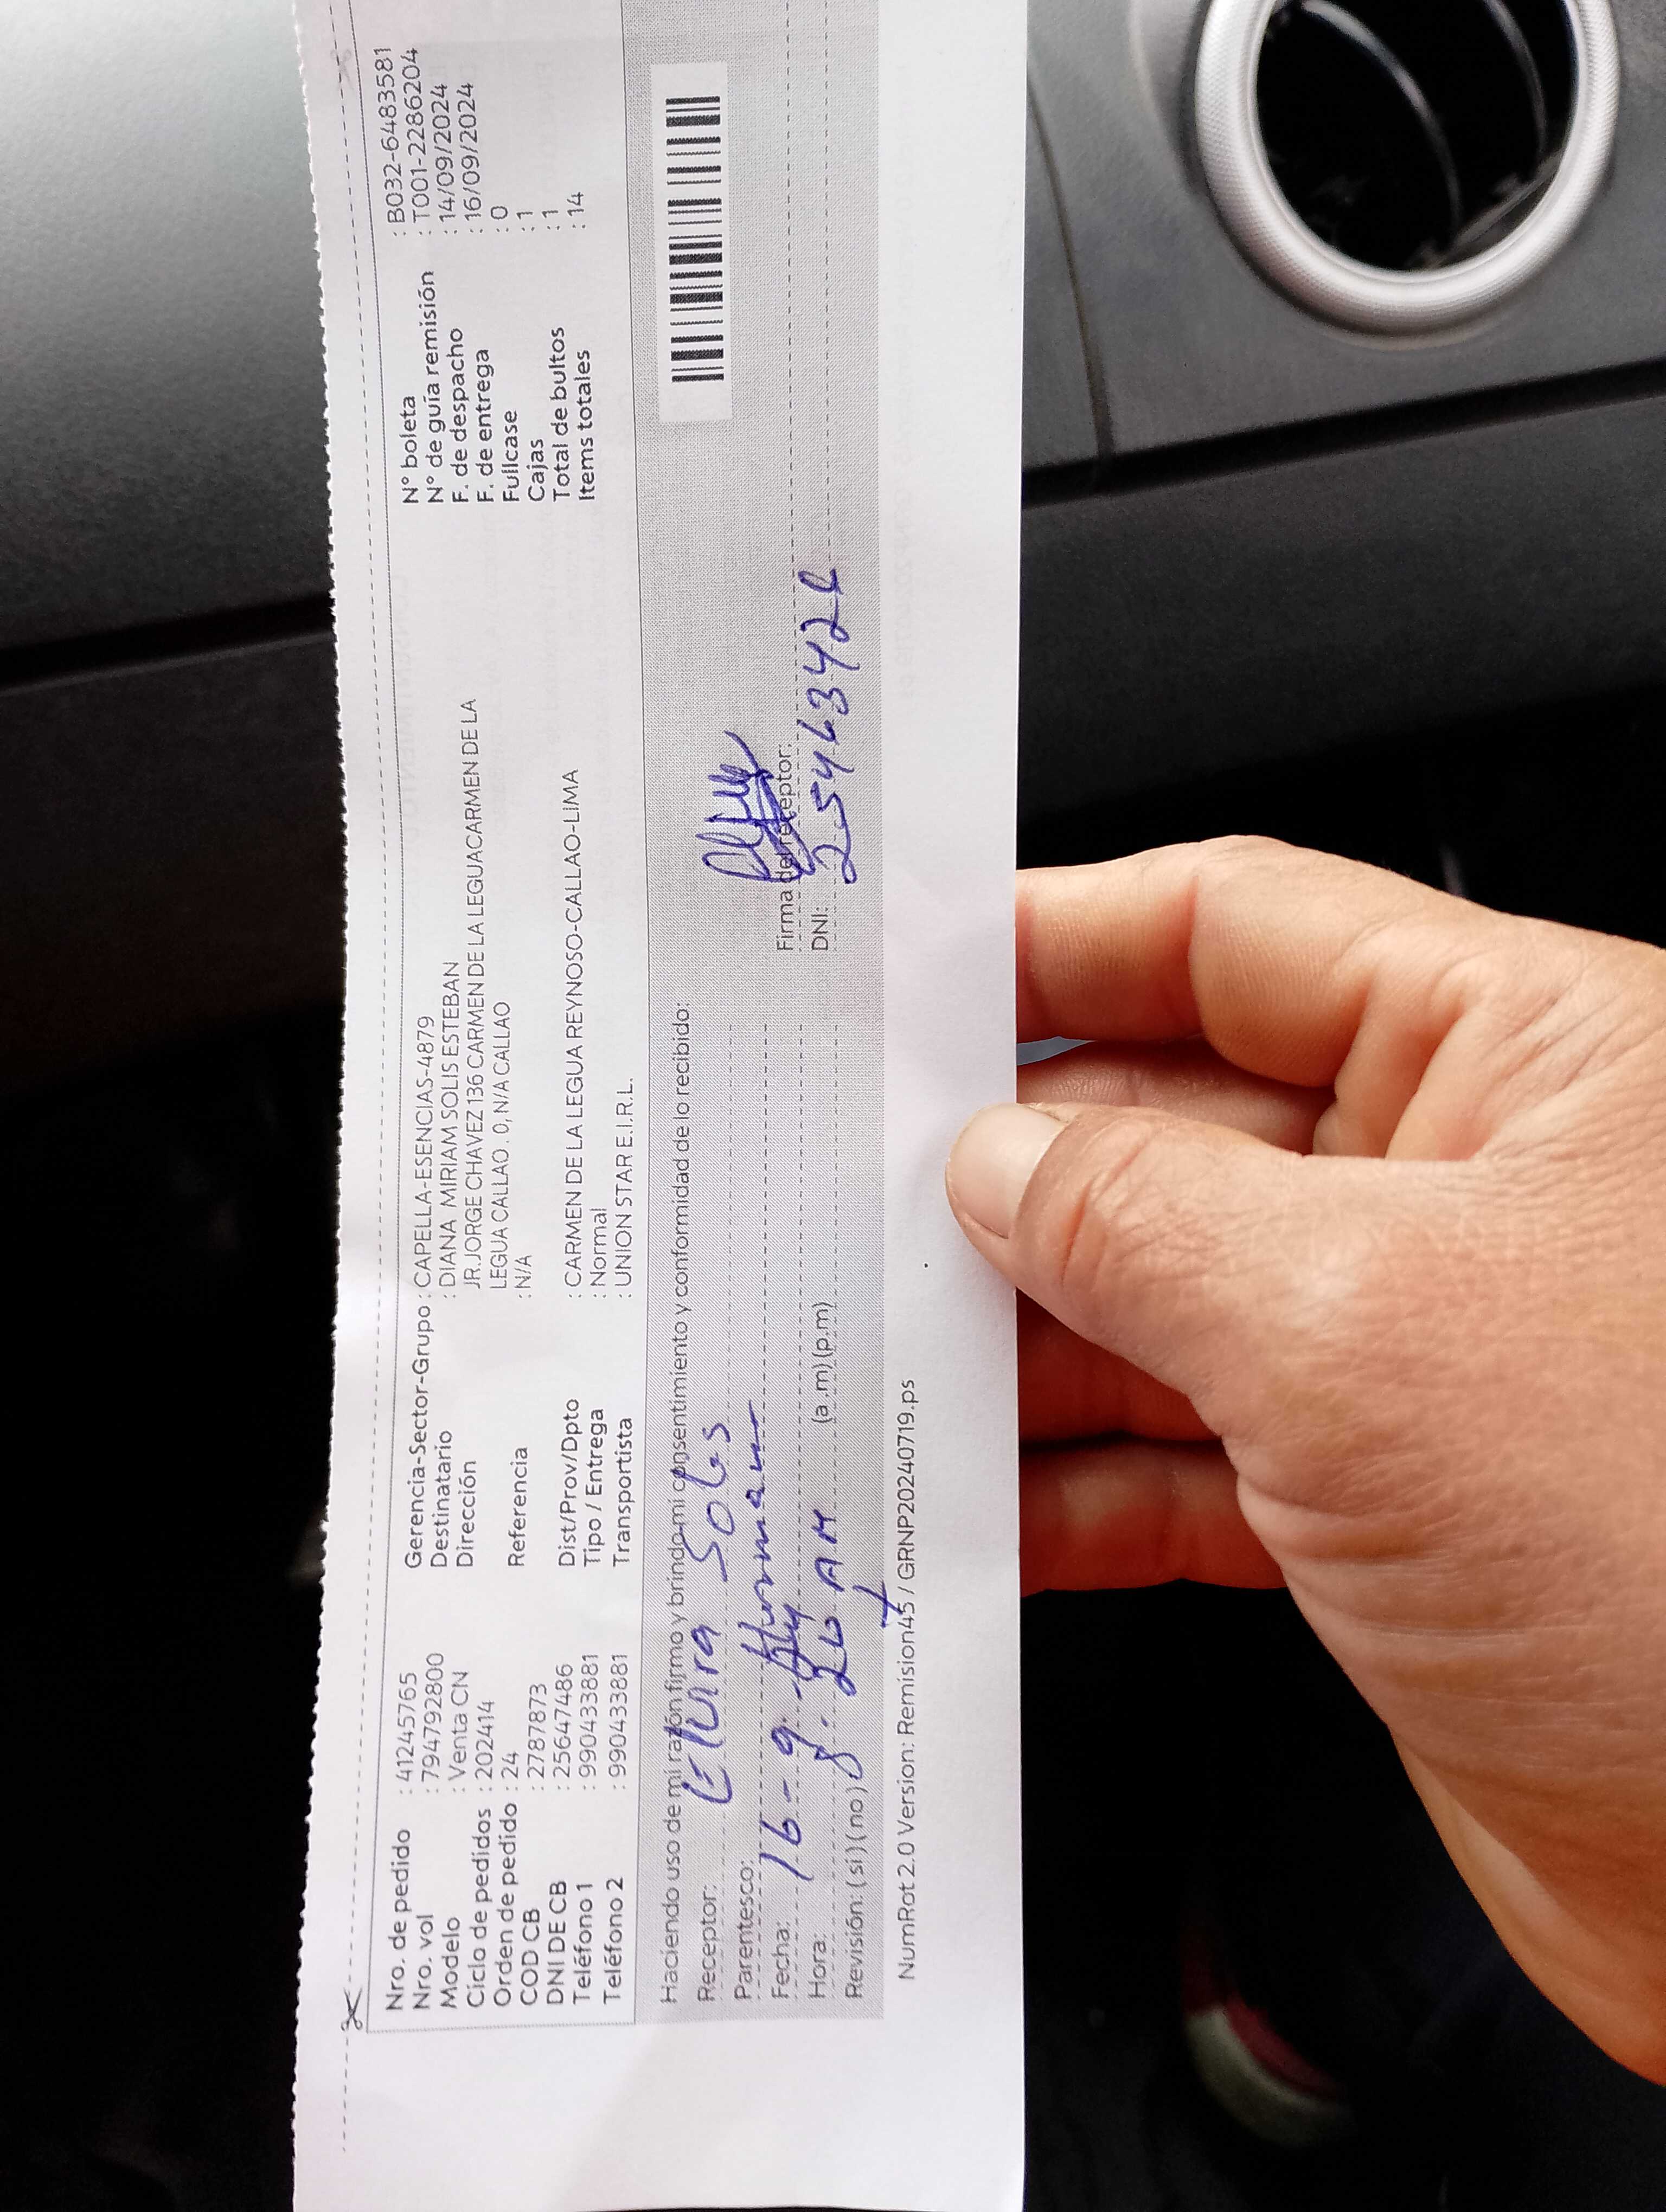 Nro. de pedido : 41245765
Nro. vol : 794792800
Modelo : Venta CN
Ciclo de pedidos : 202414
Orden de pedido : 24
COD CB : 2787873
DNI DE CB : 25647486
Teléfono 1 : 990433881
Teléfono 2 : 990433881
Gerencia-Sector-Grupo : CAPELLA-ESENCIAS-4879
Destinatario : DIANA MIRIAM SOLIS ESTEBAN
Dirección JR.JORGE CHAVEZ 136 CARMEN DE LA LEGUACARMEN DE LA
LEGUA CALLAO . 0, N/A CALLAO
Referencia : N/A
Dist/Prov/Dpto : CARMEN DE LA LEGUA REYNOSO-CALLAO-LIMA
Tipo / Entrega : Normal
Transportista : UNION STAR E.I.R.L.
N° boleta : B032-6483581
N° de guía remisión : T001-2286204
F. de despacho : 14/09/2024
F. de entrega : 16/09/2024
Fullcase : 0
Cajas : 1
Total de bultos : 1
Items totales : 14
Haciendo uso de mi razón firmo y brindo mi consentimiento y conformidad de lo recibido:
Receptor: Elvira Soles
Parentesco:
Fecha: 16-9-
Hora: 8. 26 AM (a.m) (p.m)
Revisión: (si) (no)
Firma del receptor:
DNI:
NumRot 2.0 Version: Remision45 / GRNP20240719.ps